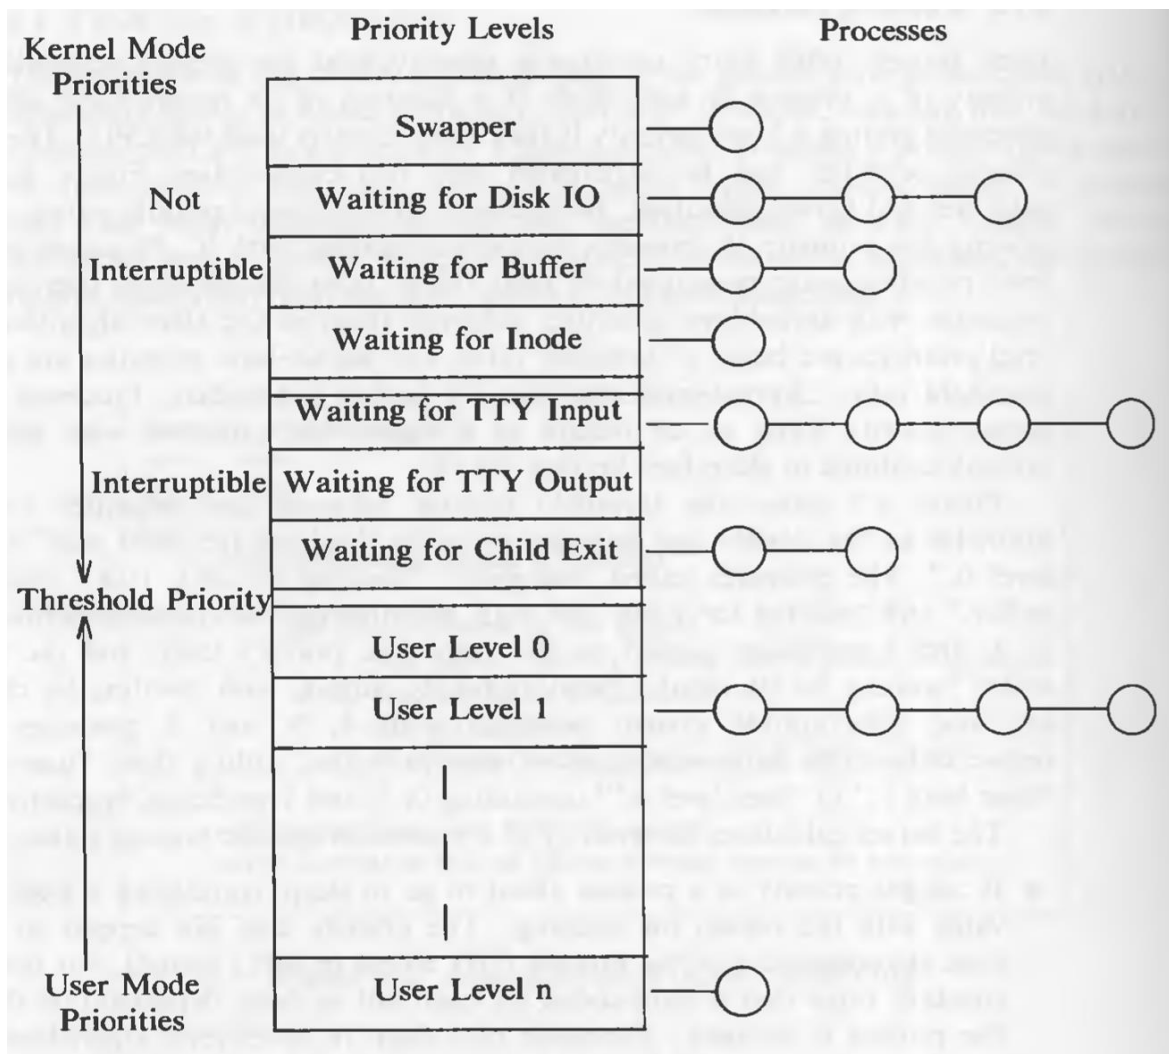 Kernel Mode
Priorities
Priority Levels
Processes
Swapper
Not
Waiting for Disk IO
Interruptible
Waiting for Buffer
Waiting for Inode
Waiting for TTY Input
Interruptible
Waiting for TTY Output
Waiting for Child Exit
Threshold Priority
User Level 0
User Level 1
User Level n
User Mode
Priorities